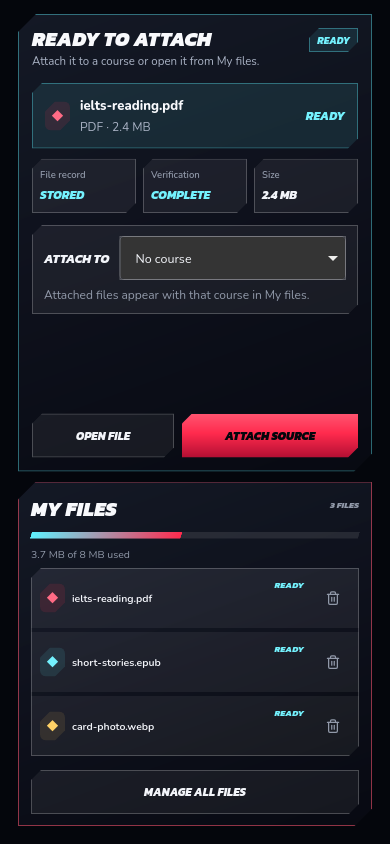 READY TO ATTACH
READY
Attach it to a course or open it from My files.
ielts-reading.pdf
PDF · 2.4 MB
READY
File record
STORED
Verification
COMPLETE
Size
2.4 MB
ATTACH TO
No course
Attached files appear with that course in My files.
OPEN FILE
ATTACH SOURCE
MY FILES
3 FILES
3.7 MB of 8 MB used
ielts-reading.pdf
READY
short-stories.epub
READY
card-photo.webp
READY
MANAGE ALL FILES